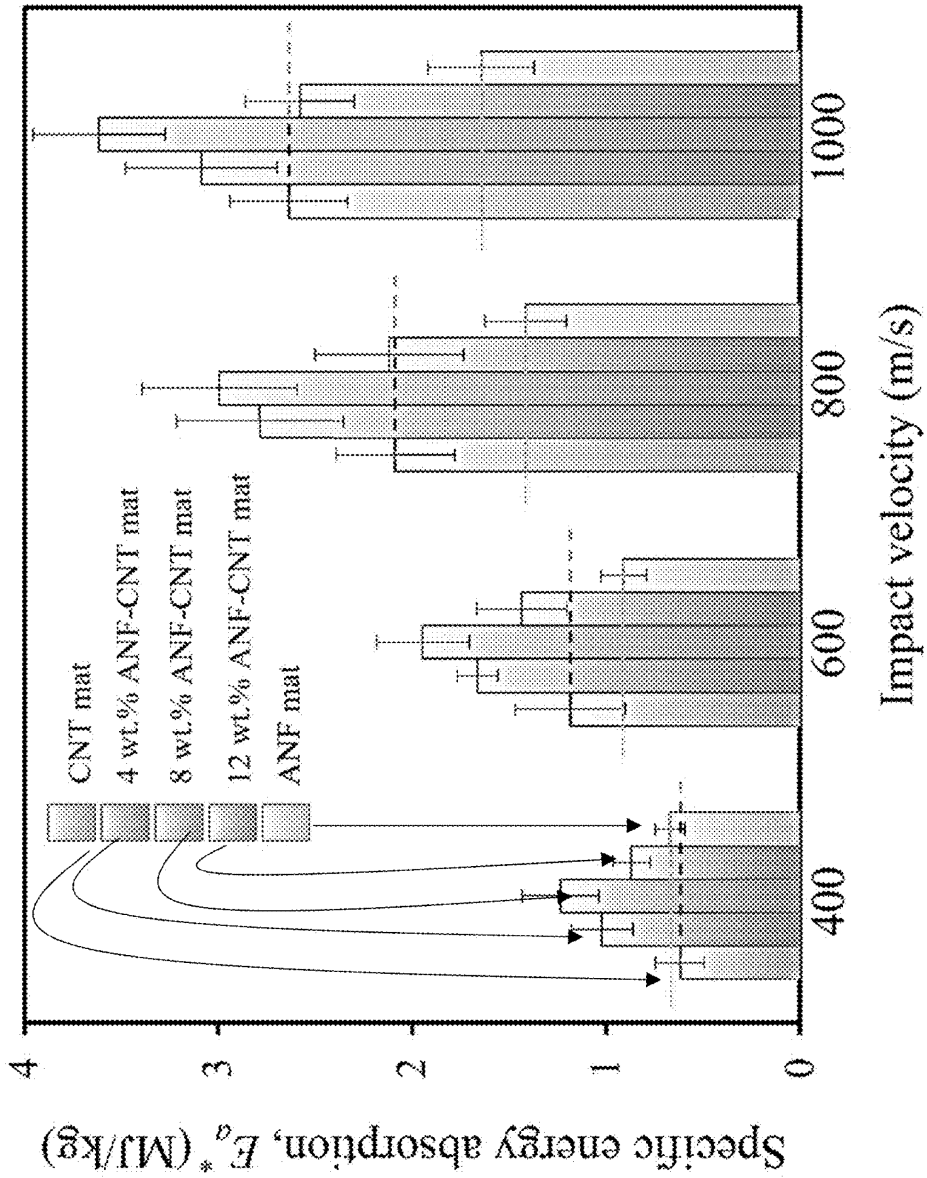 Specific energy absorption, Eₐ* (MJ/kg)
4
3
2
1
0
CNT mat
4 wt.% ANF-CNT mat
8 wt.% ANF-CNT mat
12 wt.% ANF-CNT mat
ANF mat
400
600
800
1000
Impact velocity (m/s)